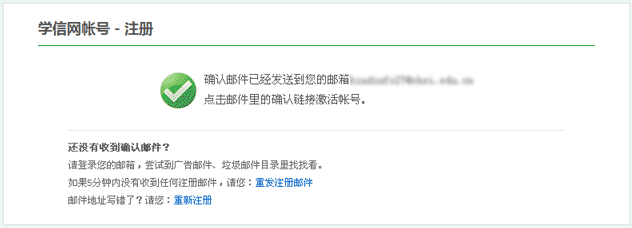 学信网帐号 - 注册
确认邮件已经发送到您的邮箱
点击邮件里的确认链接激活帐号。
还没有收到确认邮件？
请登录您的邮箱，尝试到广告邮件、垃圾邮件目录里找找看。
如果5分钟内没有收到任何注册邮件，请您：重发注册邮件
邮件地址写错了？请您：重新注册